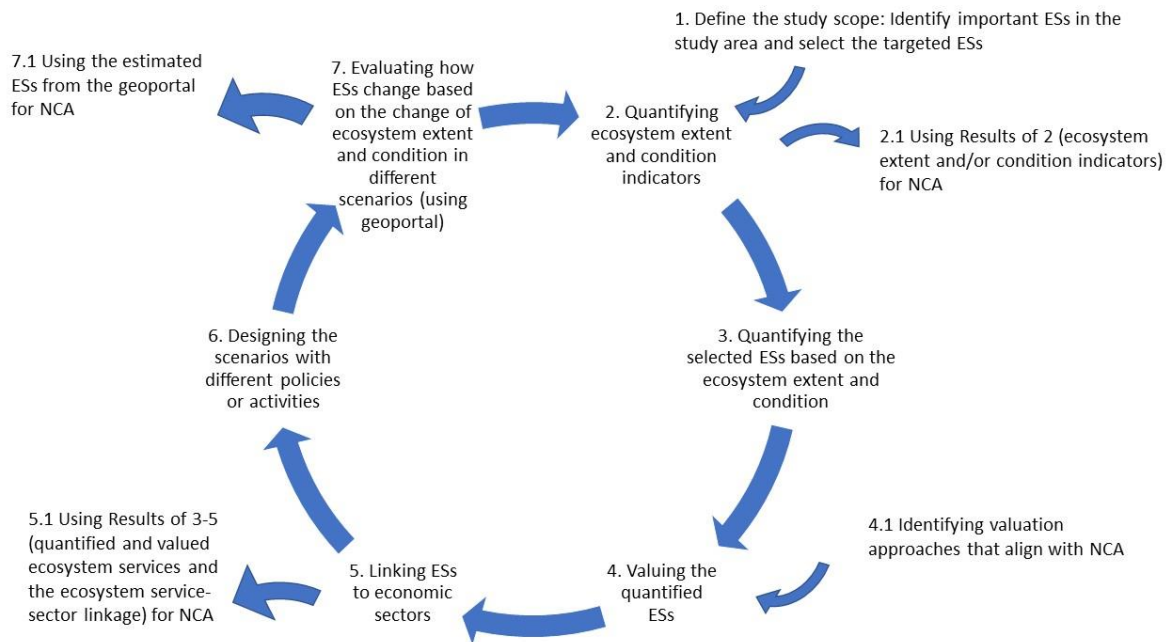 1. Define the study scope: Identify important ESs in the
study area and select the targeted ESs
2. Quantifying
ecosystem extent
and condition
indicators
2.1 Using Results of 2 (ecosystem
extent and/or condition indicators)
for NCA
3. Quantifying the
selected ESs based on the
ecosystem extent and
condition
4.1 Identifying valuation
approaches that align with NCA
4. Valuing the
quantified
ESs
5. Linking ESs
to economic
sectors
5.1 Using Results of 3-5
(quantified and valued
ecosystem services and
the ecosystem service-
sector linkage) for NCA
6. Designing the
scenarios with
different policies
or activities
7. Evaluating how
ESs change based
on the change of
ecosystem extent
and condition in
different
scenarios (using
geoportal)
7.1 Using the estimated
ESs from the geoportal
for NCA